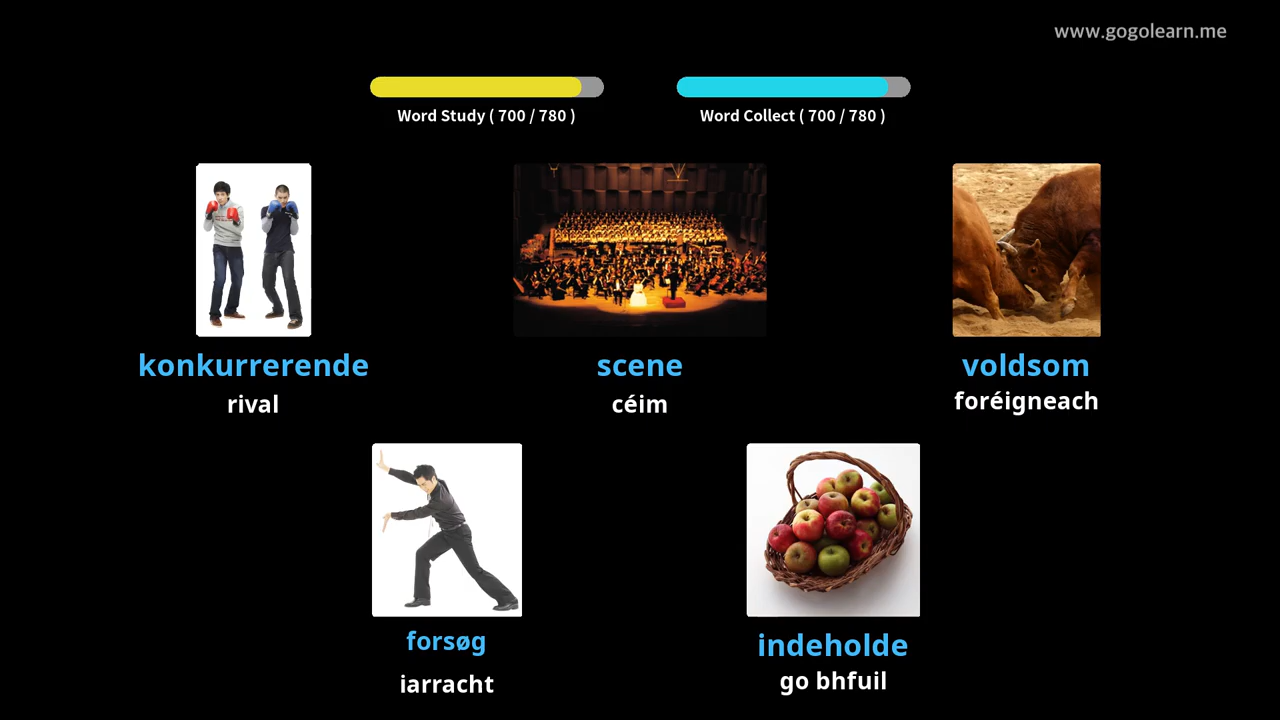 www.gogolearn.me
Word Study ( 700 / 780 )
Word Collect ( 700 / 780 )
konkurrerende
rival
scene
céim
voldsom
foréigneach
forsøg
iarracht
indeholde
go bhfuil